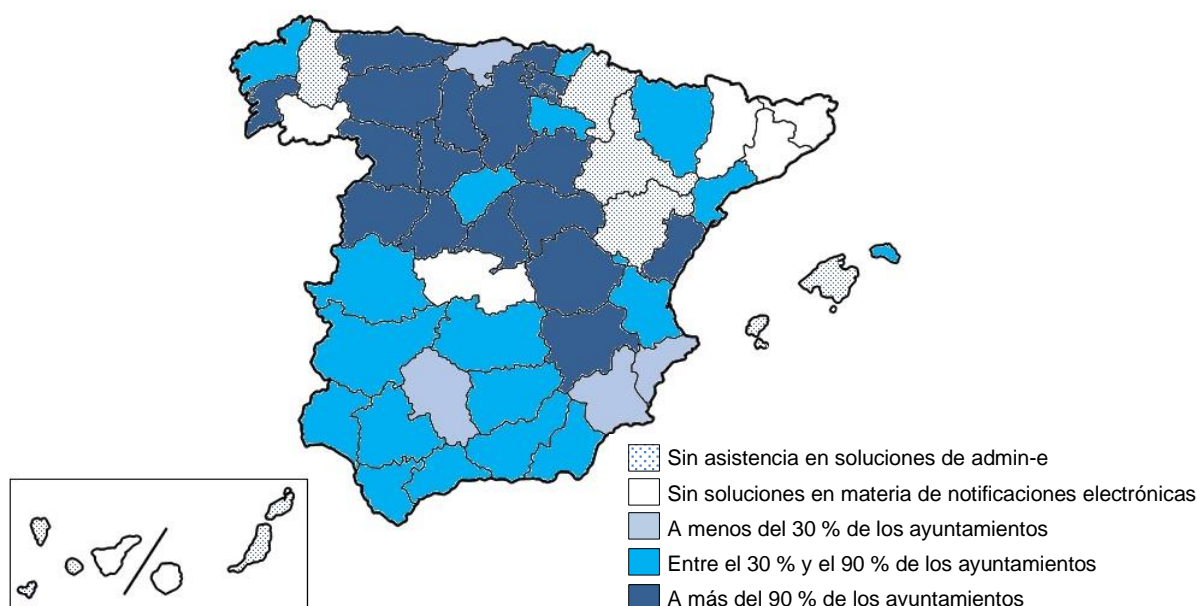 Sin asistencia en soluciones de admin-e
Sin soluciones en materia de notificaciones electrónicas
A menos del 30 % de los ayuntamientos
Entre el 30 % y el 90 % de los ayuntamientos
A más del 90 % de los ayuntamientos